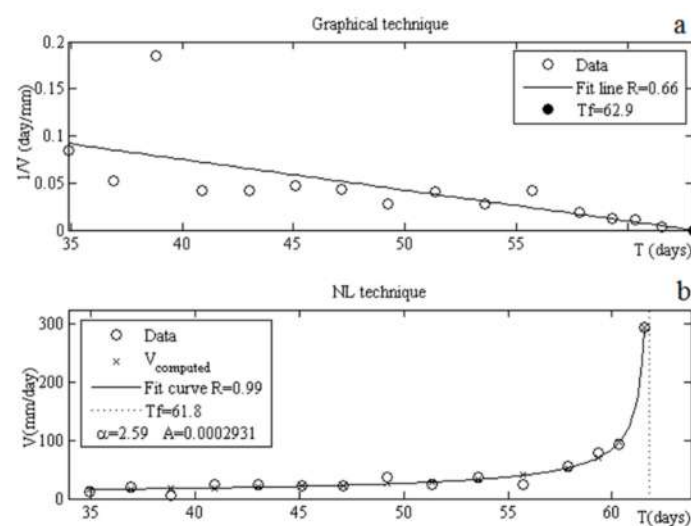 Graphical technique
a
0.2
0.15
0.1
0.05
0
1/V (day/mm)
Data
Fit line R=0.66
Tf=62.9
35 40 45 50 55
T (days)
NL technique
b
300
200
100
0
V(mm/day)
Data
Vcomputed
Fit curve R=0.99
Tf=61.8
α=2.59 A=0.0002931
35 40 45 50 55 60
T(days)